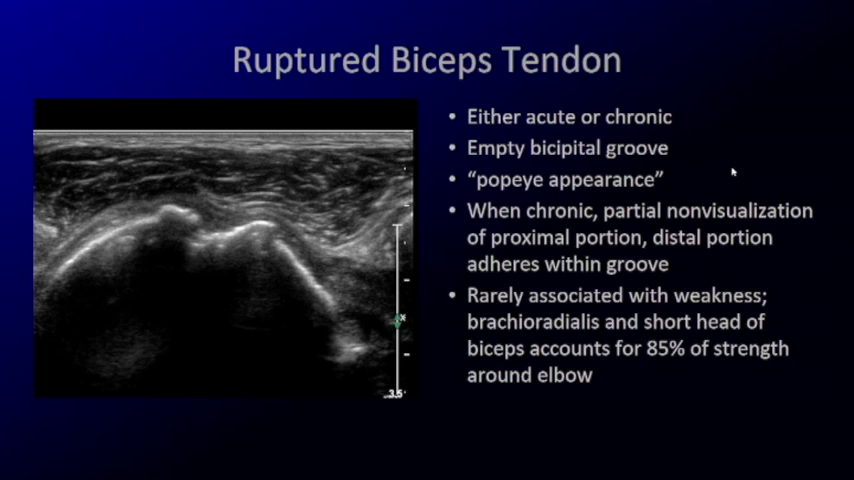 Ruptured Biceps Tendon
• Either acute or chronic
• Empty bicipital groove
• “popeye appearance”
• When chronic, partial nonvisualization
of proximal portion, distal portion
adheres within groove
• Rarely associated with weakness;
brachioradialis and short head of
biceps accounts for 85% of strength
around elbow
3.5